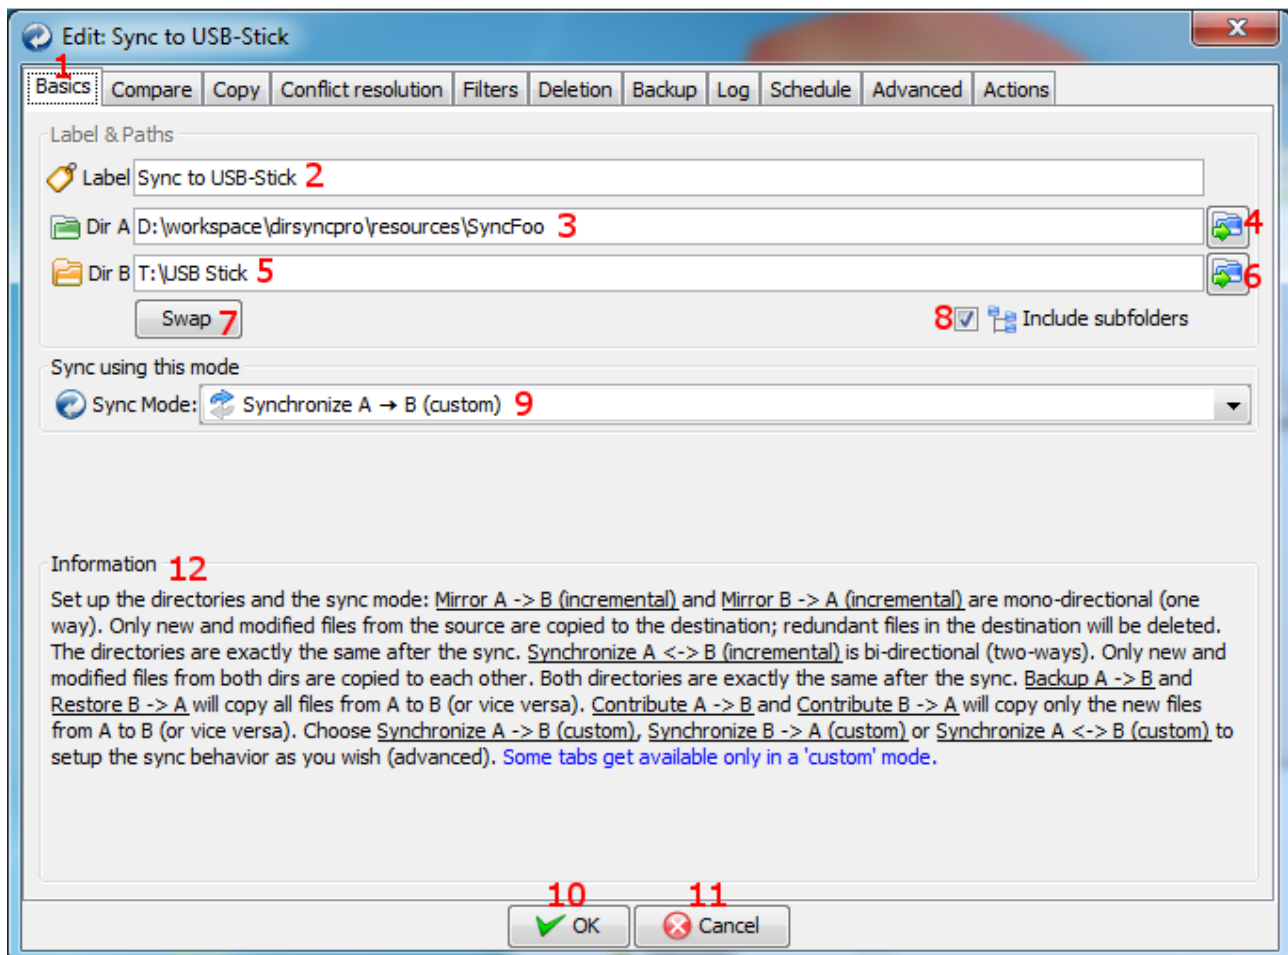 Edit: Sync to USB-Stick
X
1
Basics Compare Copy Conflict resolution Filters Deletion Backup Log Schedule Advanced Actions
Label & Paths
Label Sync to USB-Stick 2
Dir A D:\workspace\dirsyncpro\resources\SyncFoo 3 4
Dir B T:\USB Stick 5 6
Swap 7 8 Include subfolders
Sync using this mode
Sync Mode: Synchronize A → B (custom) 9
Information 12
Set up the directories and the sync mode: Mirror A -> B (incremental) and Mirror B -> A (incremental) are mono-directional (one
way). Only new and modified files from the source are copied to the destination; redundant files in the destination will be deleted.
The directories are exactly the same after the sync. Synchronize A <-> B (incremental) is bi-directional (two-ways). Only new and
modified files from both dirs are copied to each other. Both directories are exactly the same after the sync. Backup A -> B and
Restore B -> A will copy all files from A to B (or vice versa). Contribute A -> B and Contribute B -> A will copy only the new files
from A to B (or vice versa). Choose Synchronize A -> B (custom), Synchronize B -> A (custom) or Synchronize A <-> B (custom) to
setup the sync behavior as you wish (advanced). Some tabs get available only in a 'custom' mode.
10 11
OK Cancel